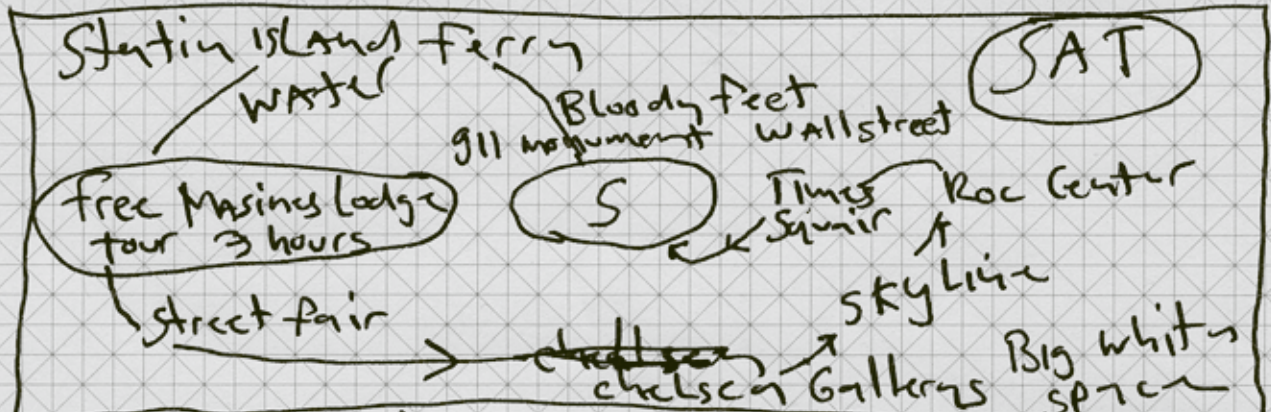 Statin island Ferry
SAT
WAter
Bloody feet
911 monument Wallstreet
free Masines Lodge
tour 3 hours
S
Times
Squair
Roc Center
skyline
street fair
chellsea
chelsea Gallerys
Big white
space